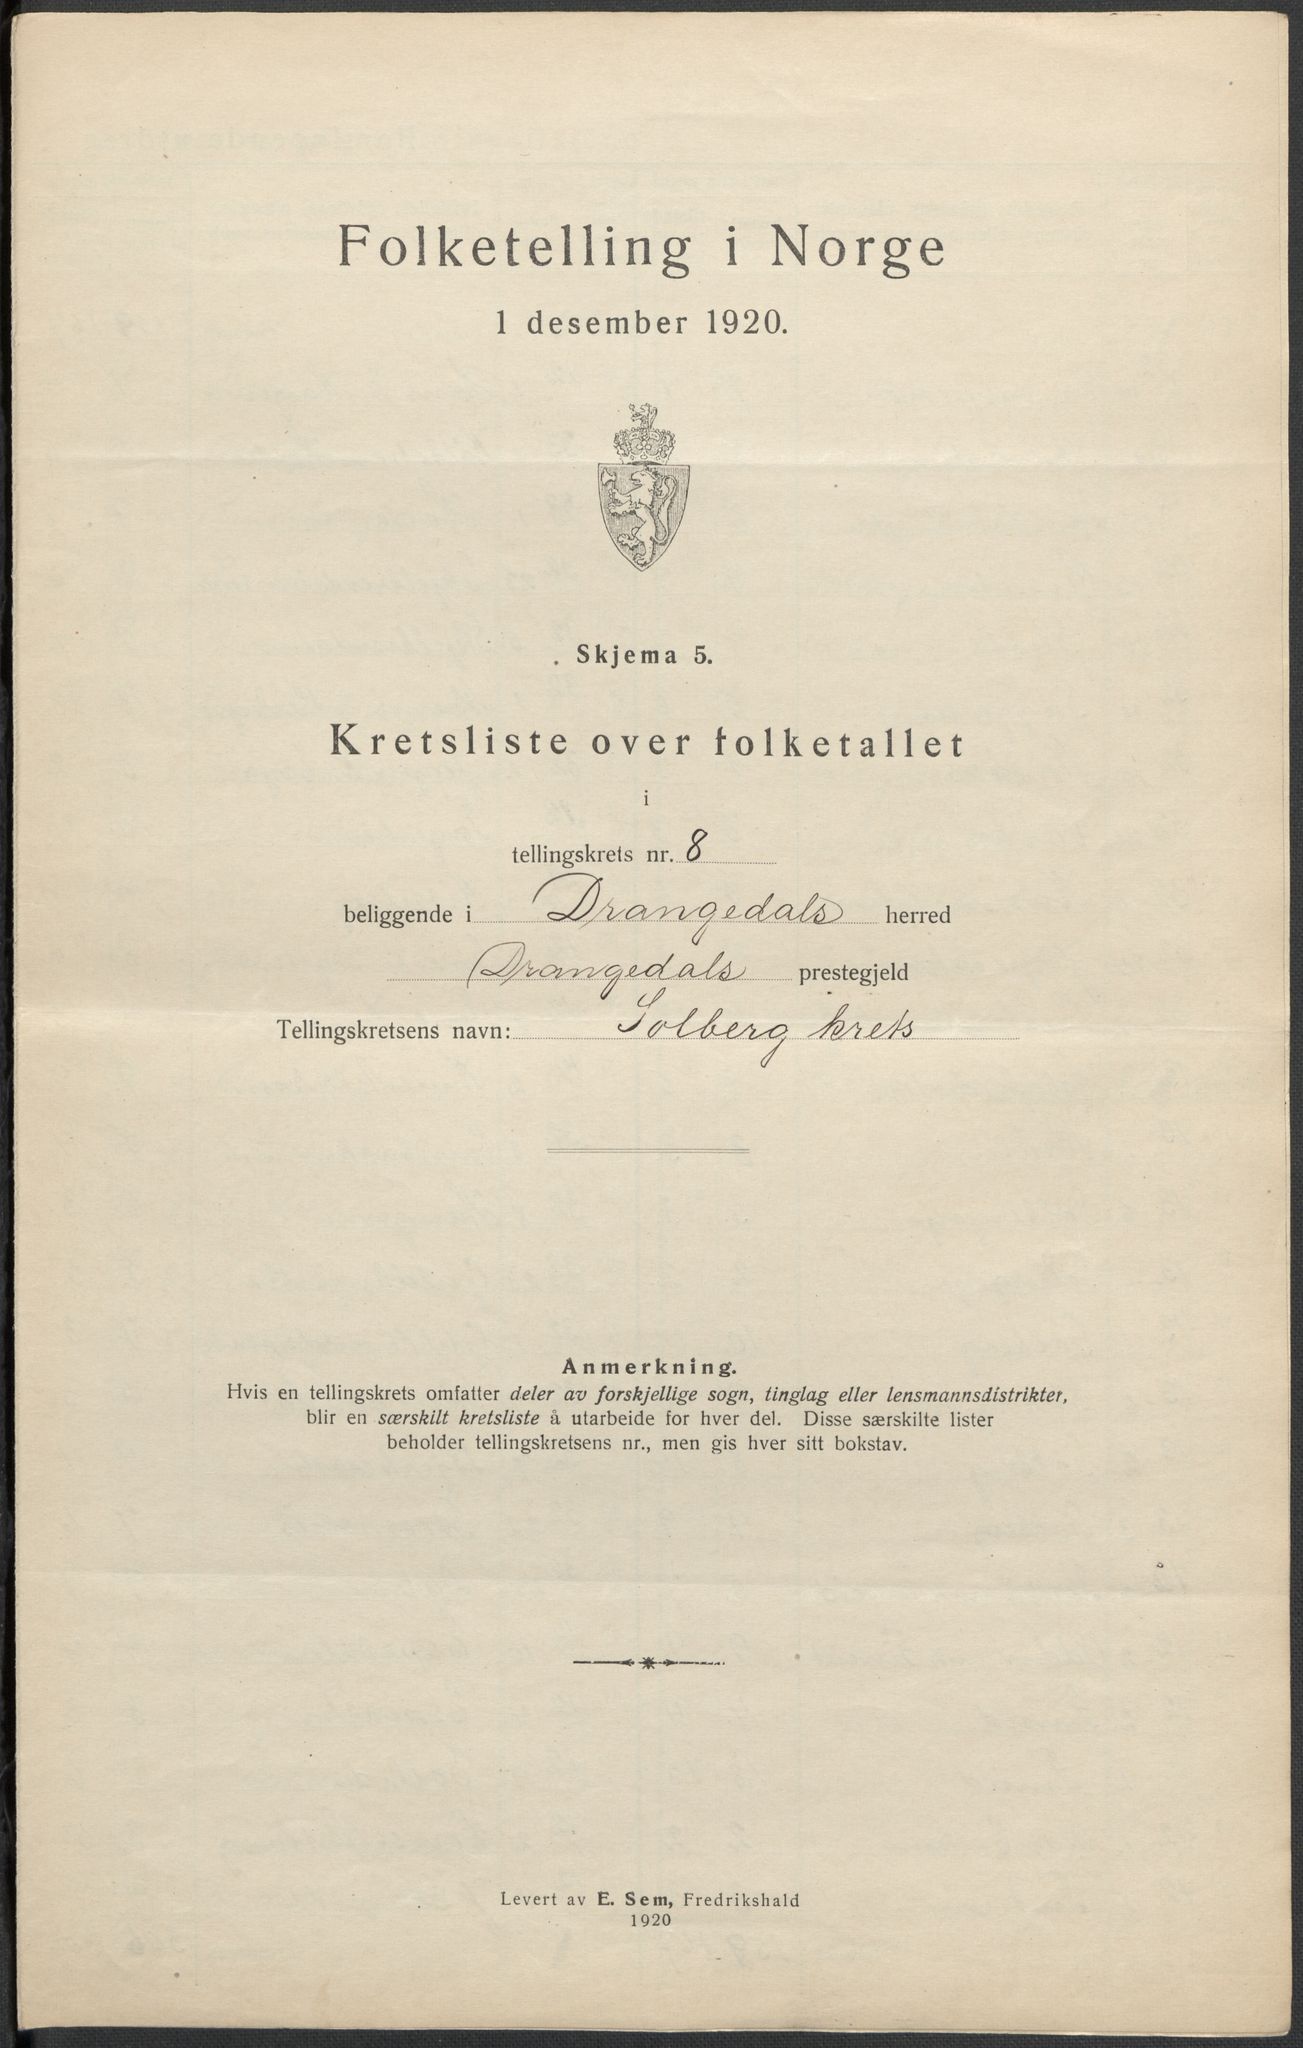 Folketelling i Norge
1 desember 1920.
Skjema 5.
Kretsliste over folketallet
i
tellingskrets nr. 8
beliggende i Drangedals herred
Drangedals prestegjeld
Tellingskretsens navn: Solberg krets
Anmerkning.
Hvis en tellingskrets omfatter deler av forskjellige sogn, tinglag eller lensmannsdistrikter,
blir en særskilt kretsliste å utarbeide for hver del. Disse særskilte lister
beholder tellingskretsens nr., men gis hver sitt bokstav.
Levert av E. Sem, Fredrikshald
1920